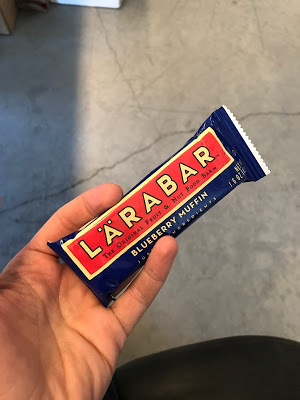 LÄRABAR
The Original Fruit & Nut Food Bar
BLUEBERRY MUFFIN